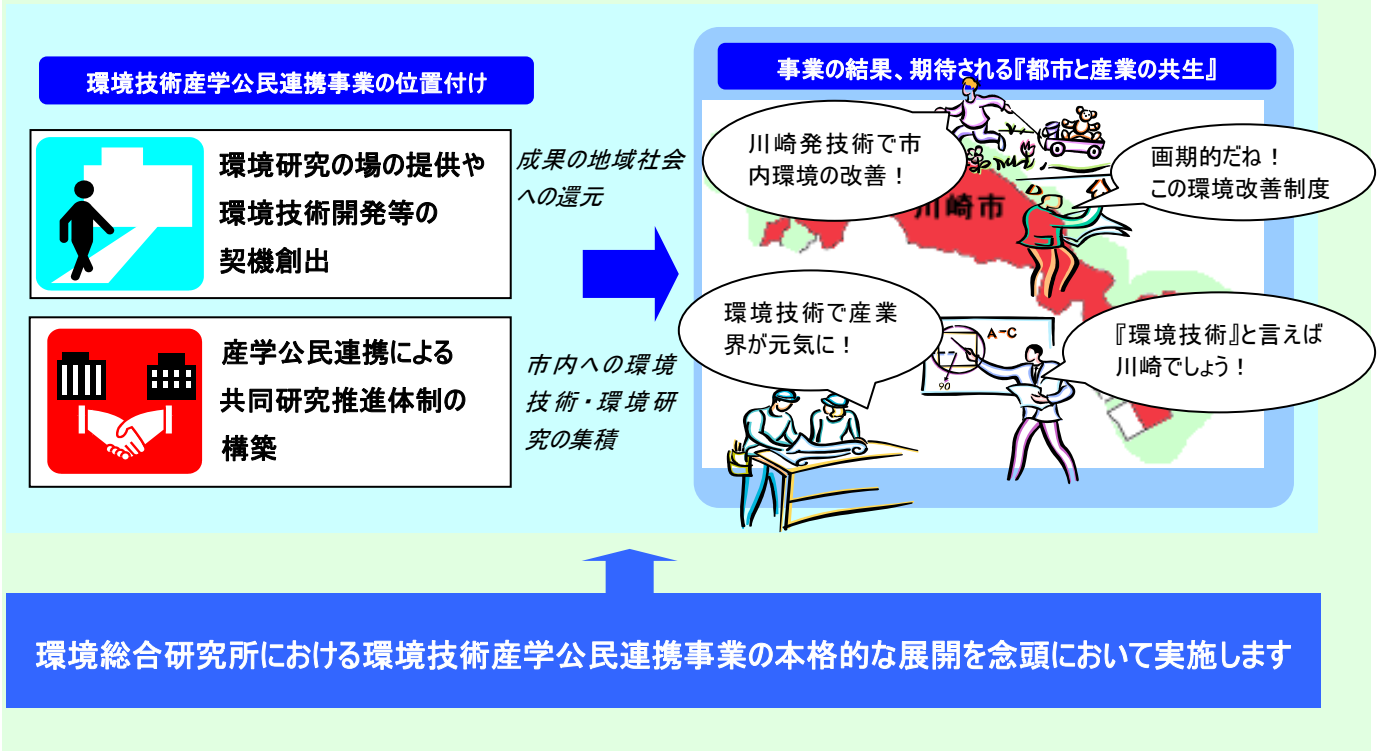 環境技術産学公民連携事業の位置付け
環境研究の場の提供や
環境技術開発等の
契機創出
産学公民連携による
共同研究推進体制の
構築
成果の地域社会
への還元
市内への環境
技術・環境研
究の集積
事業の結果、期待される『都市と産業の共生』
川崎発技術で市
内環境の改善！
画期的だね！
この環境改善制度
川崎市
環境技術で産業
界が元気に！
A-C
90
『環境技術』と言えば
川崎でしょう！
環境総合研究所における環境技術産学公民連携事業の本格的な展開を念頭において実施します